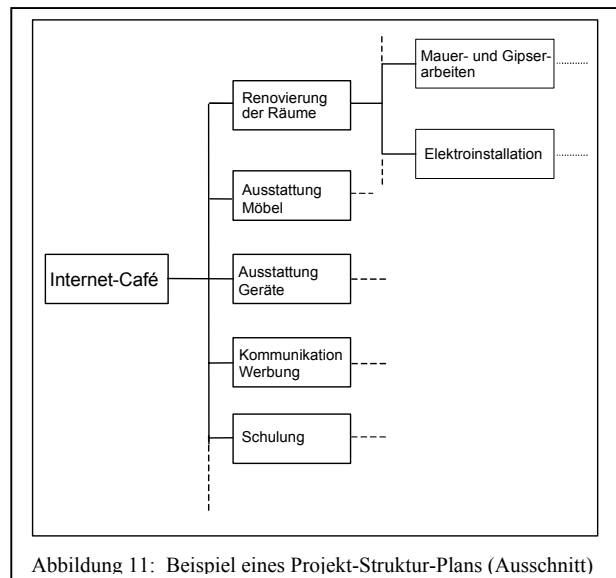 Internet-Café
Renovierung
der Räume
Ausstattung
Möbel
Ausstattung
Geräte
Kommunikation
Werbung
Schulung
Mauer- und Gipser-
arbeiten
Elektroinstallation
Abbildung 11: Beispiel eines Projekt-Struktur-Plans (Ausschnitt)